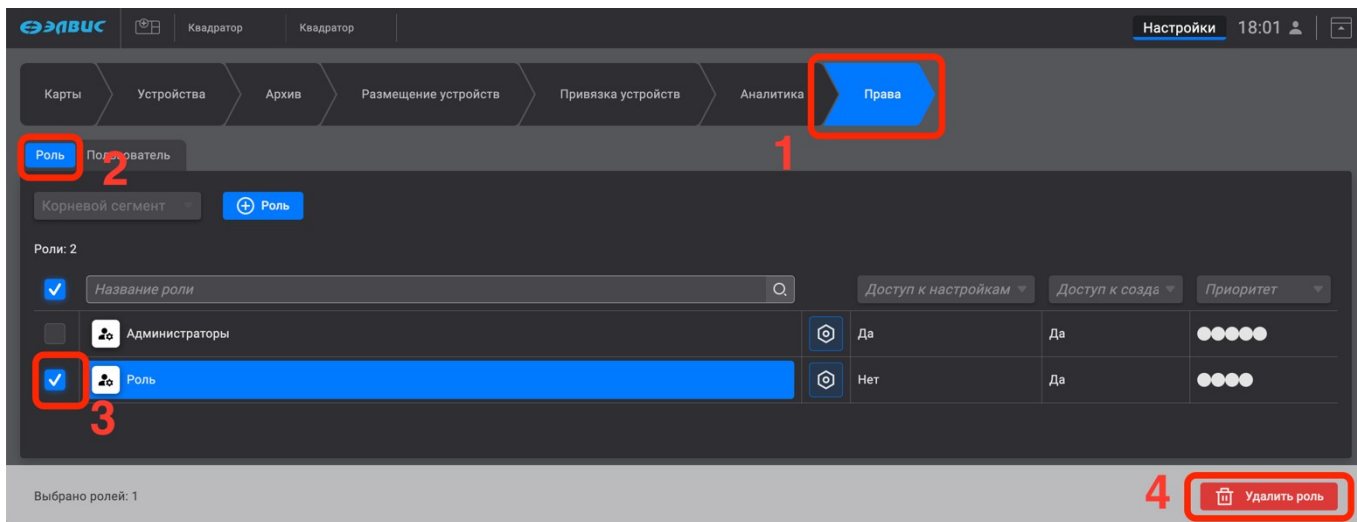 ЭЛВИС Квадратор Квадратор Настройки 18:01
Карты Устройства Архив Размещение устройств Привязка устройств Аналитика Права
1
Роль Пользователь
2
Корневой сегмент Роль
Роли: 2
Название роли Доступ к настройкам Доступ к созда Приоритет
Администраторы Да Да
Роль Нет Да
3
Выбрано ролей: 1 4 Удалить роль